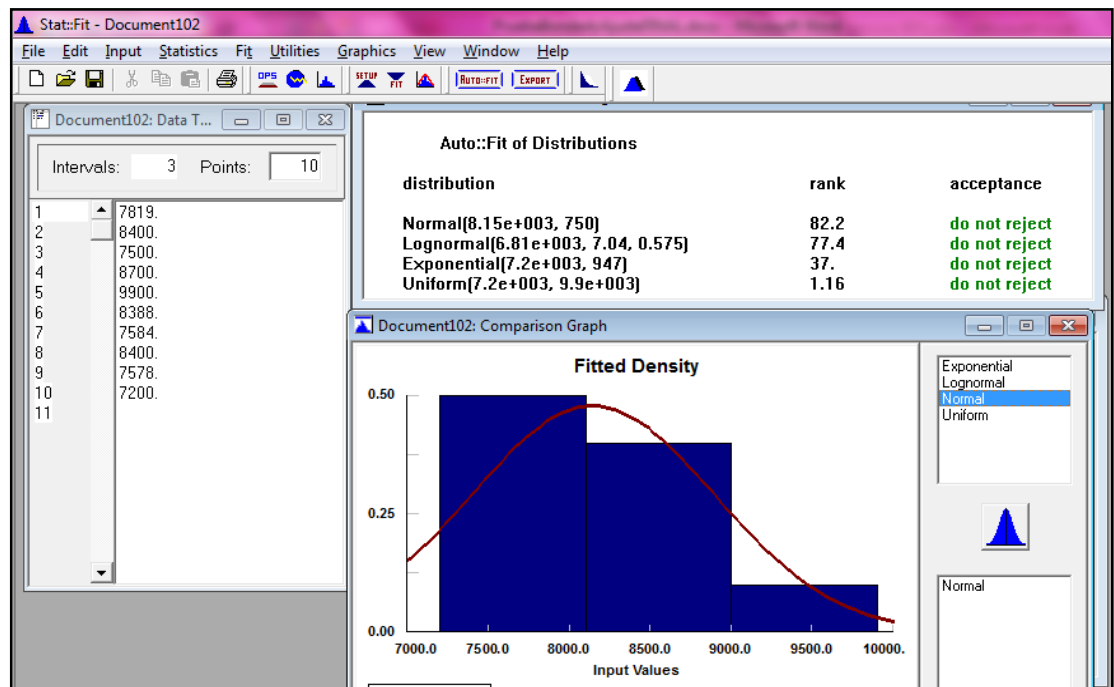 Stat::Fit - Document102
File Edit Input Statistics Fit Utilities Graphics View Window Help
OPS SETUP FIT AUTO::FIT EXPORT
Document102: Data T...
Intervals: 3 Points: 10
1 7819.
2 8400.
3 7500.
4 8700.
5 9900.
6 8388.
7 7584.
8 8400.
9 7578.
10 7200.
11
Auto::Fit of Distributions
distribution rank acceptance
Normal(8.15e+003, 750) 82.2 do not reject
Lognormal(6.81e+003, 7.04, 0.575) 77.4 do not reject
Exponential(7.2e+003, 947) 37. do not reject
Uniform(7.2e+003, 9.9e+003) 1.16 do not reject
Document102: Comparison Graph
Fitted Density
0.50
0.25
0.00
7000.0 7500.0 8000.0 8500.0 9000.0 9500.0 10000.
Input Values
Exponential
Lognormal
Normal
Uniform
Normal